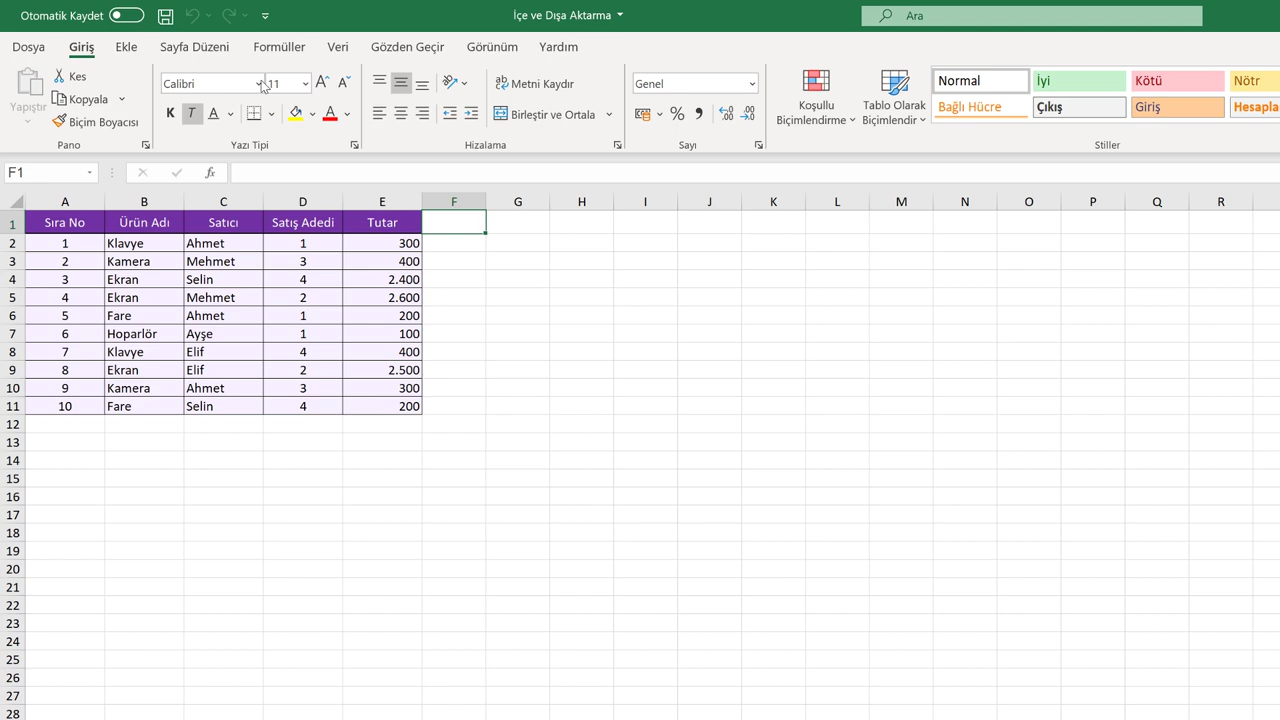 Otomatik Kaydet
İçe ve Dışa Aktarma
Ara
Dosya Giriş Ekle Sayfa Düzeni Formüller Veri Gözden Geçir Görünüm Yardım
Yapıştır
Kes
Kopyala
Biçim Boyacısı
Pano
Calibri 11
K T A
Yazı Tipi
Metni Kaydır
Birleştir ve Ortala
Hizalama
Genel
Sayı
Koşullu
Biçimlendirme
Tablo Olarak
Biçimlendir
Normal İyi Kötü Nötr
Bağlı Hücre Çıkış Giriş Hesapla
Stiller
F1
fx
A B C D E F G H I J K L M N O P Q R
1 Sıra No Ürün Adı Satıcı Satış Adedi Tutar
2 1 Klavye Ahmet 1 300
3 2 Kamera Mehmet 3 400
4 3 Ekran Selin 4 2.400
5 4 Ekran Mehmet 2 2.600
6 5 Fare Ahmet 1 200
7 6 Hoparlör Ayşe 1 100
8 7 Klavye Elif 4 400
9 8 Ekran Elif 2 2.500
10 9 Kamera Ahmet 3 300
11 10 Fare Selin 4 200
12
13
14
15
16
17
18
19
20
21
22
23
24
25
26
27
28